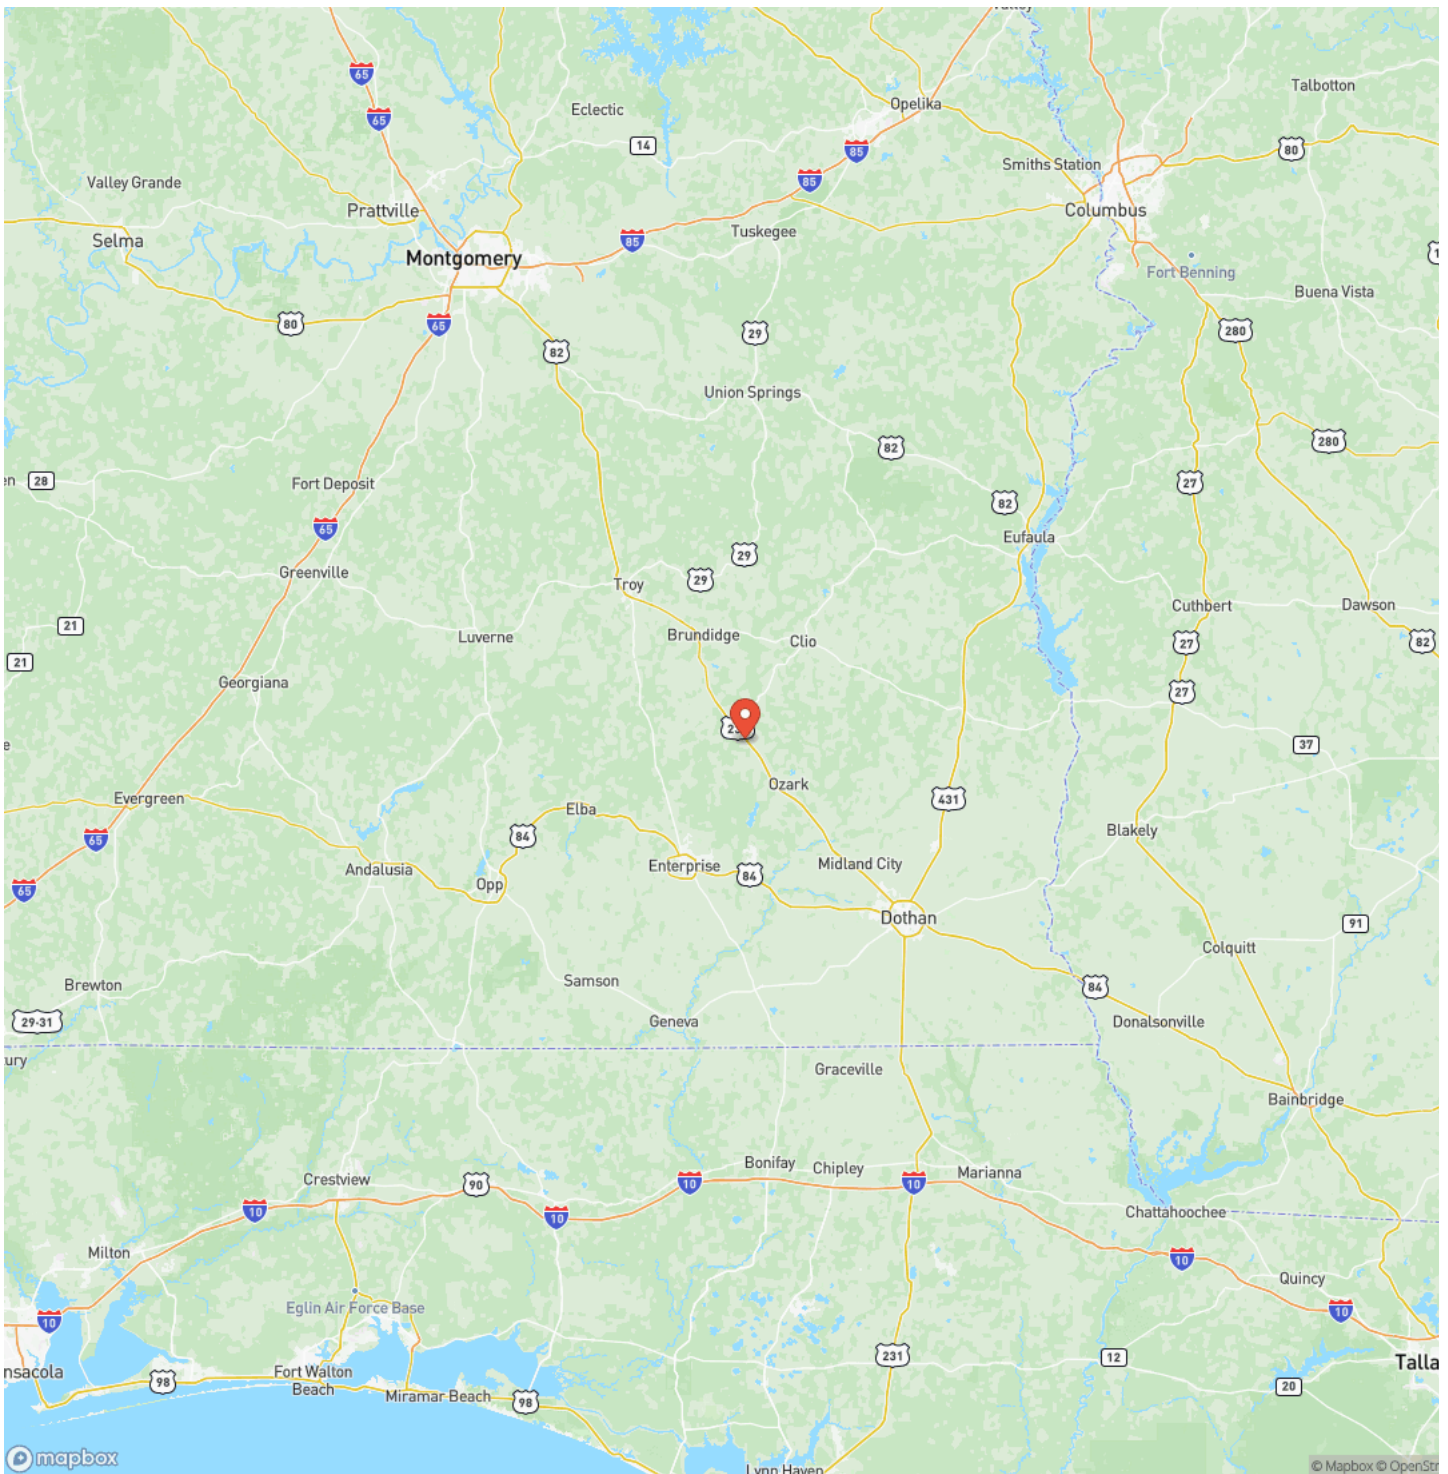 Valley
65
Talbotton
Eclectic
Opelika
65
14
85
80
Smiths Station
85
Valley Grande
Prattville
Columbus
Selma
Tuskegee
85
Montgomery
Fort Benning
Buena Vista
80
65
29
280
82
Union Springs
280
82
28
Fort Deposit
27
82
65
Eufaula
29
29
Greenville
Troy
Cuthbert
Dawson
21
Brundidge
Clio
Luverne
27
82
21
Georgiana
27
37
Ozark
Evergreen
431
Elba
84
Blakely
65
Enterprise
Midland City
Andalusia
84
Opp
65
Dothan
91
Colquitt
Samson
Brewton
84
29-31
Geneva
Donalsonville
Graceville
Bainbridge
Bonifay
Chipley
Marianna
Crestview
90
10
10
10
10
Chattahoochee
Milton
10
Quincy
Eglin Air Force Base
10
10
231
12
nsacola
Fort Walton
Beach
Talla
98
20
Miramar Beach
98
mapbox
Lynn Haven
© Mapbox © OpenStr